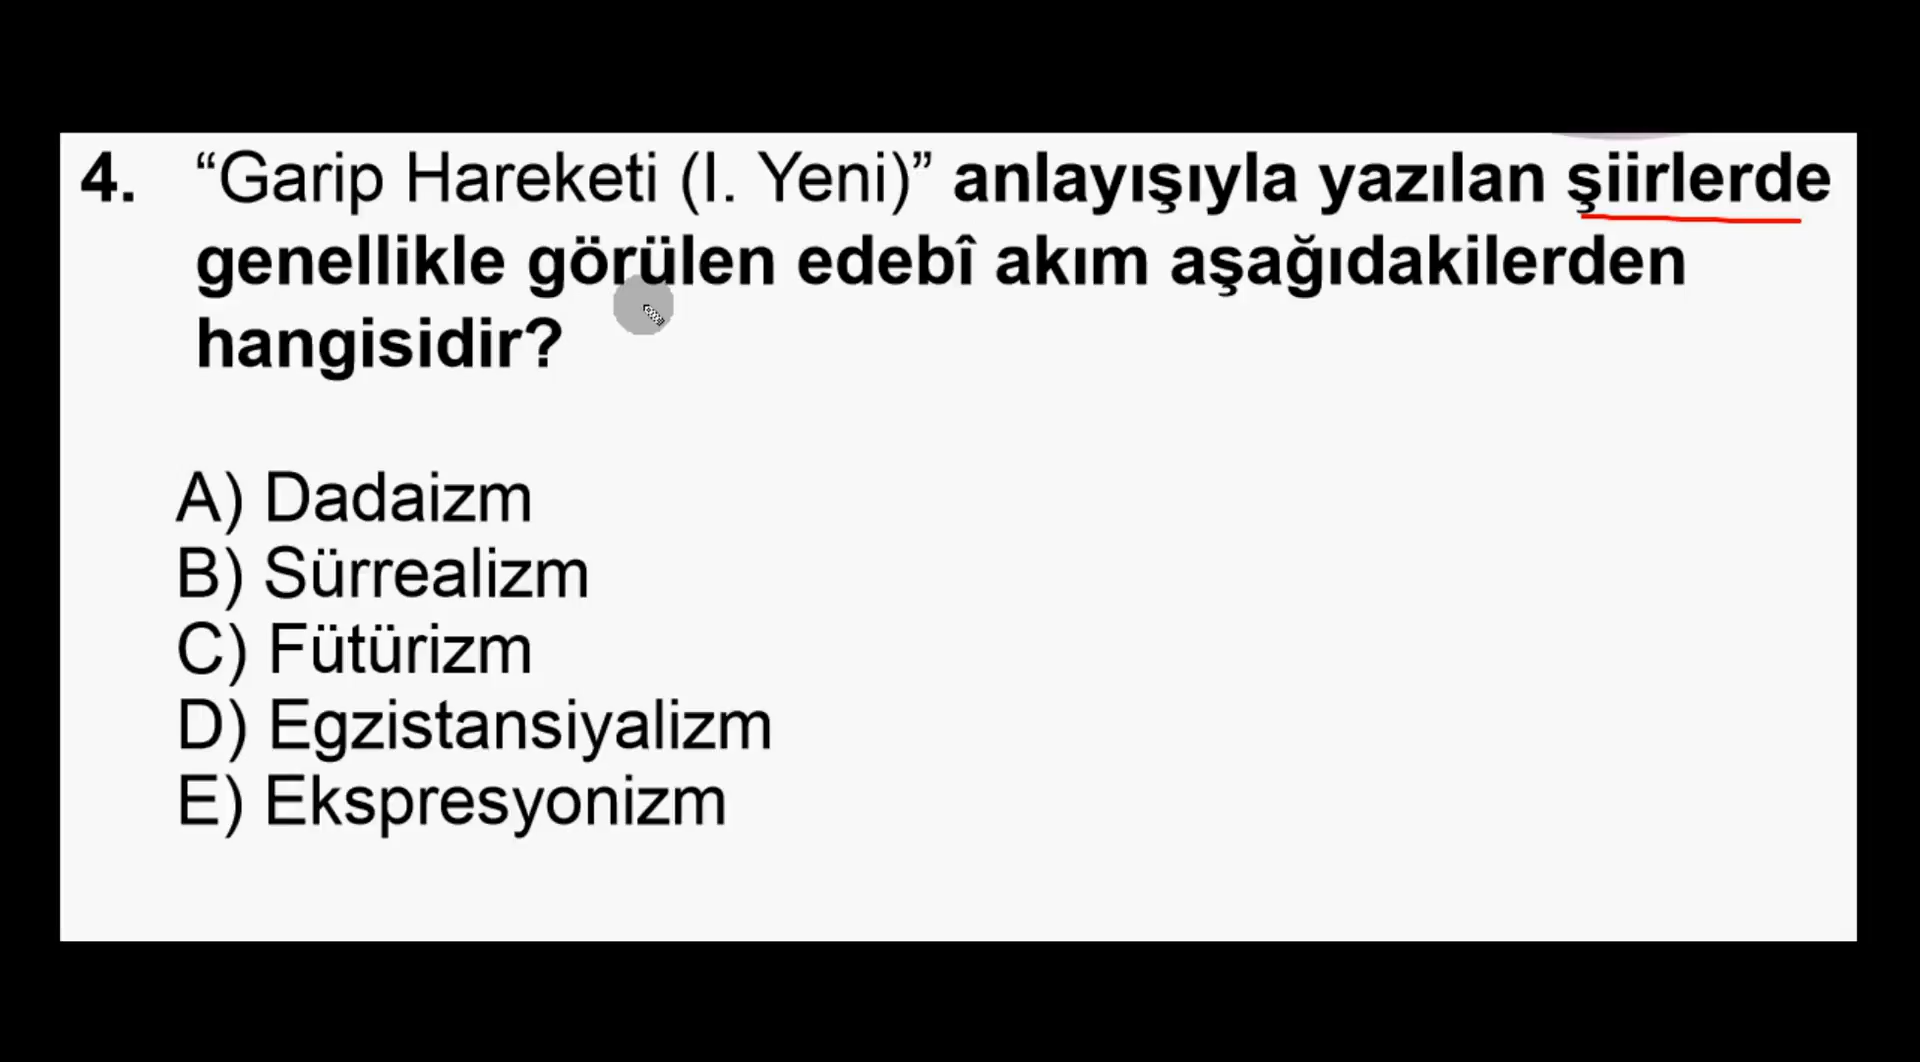 4. “Garip Hareketi (I. Yeni)” anlayışıyla yazılan şiirlerde
genellikle görülen edebî akım aşağıdakilerden
hangisidir?
A) Dadaizm
B) Sürrealizm
C) Fütürizm
D) Egzistansiyalizm
E) Ekspresyonizm